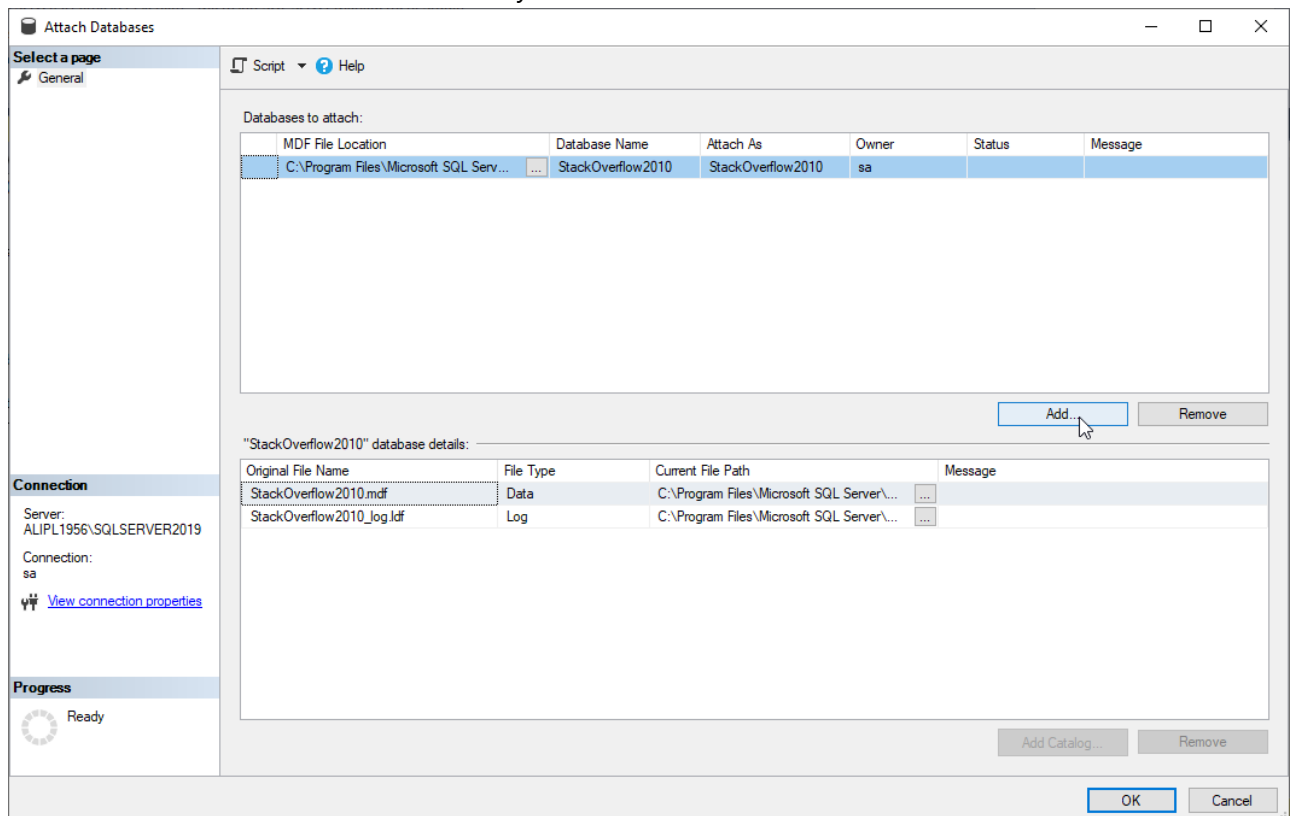 Attach Databases
Select a page
General
Script Help
Databases to attach:
MDF File Location Database Name Attach As Owner Status Message
C:\Program Files\Microsoft SQL Serv... ... StackOverflow2010 StackOverflow2010 sa
Add... Remove
"StackOverflow2010" database details:
Original File Name File Type Current File Path Message
StackOverflow2010.mdf Data C:\Program Files\Microsoft SQL Server\... ...
StackOverflow2010_log.ldf Log C:\Program Files\Microsoft SQL Server\... ...
Connection
Server:
ALIPL1956\SQLSERVER2019
Connection:
sa
View connection properties
Progress
Ready
Add Catalog... Remove
OK Cancel